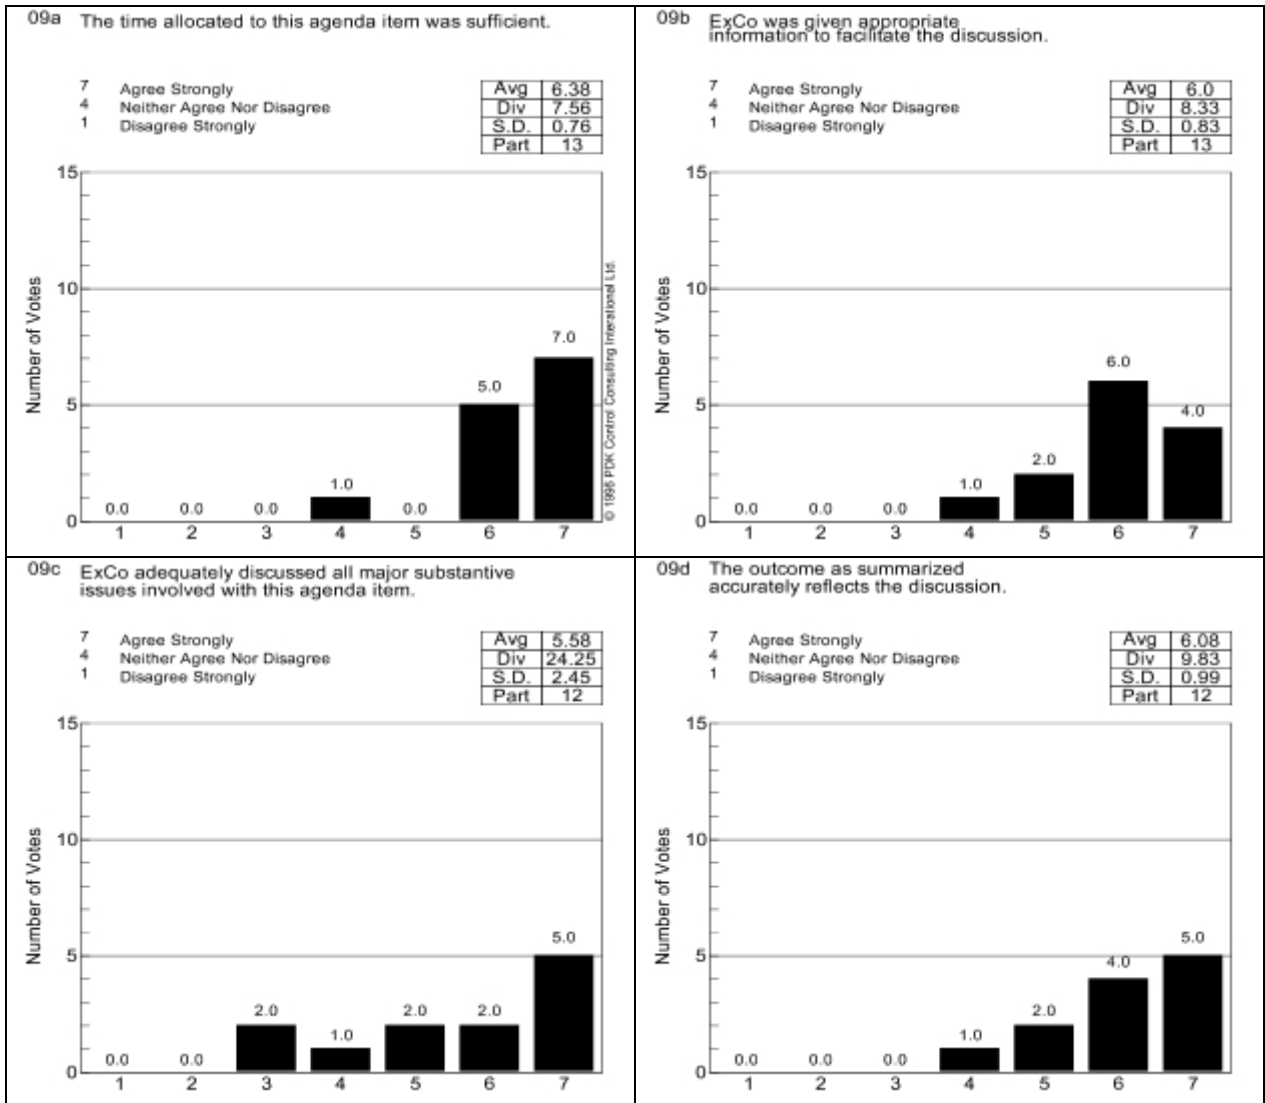 09a The time allocated to this agenda item was sufficient.
7 Agree Strongly
4 Neither Agree Nor Disagree
1 Disagree Strongly
Avg 6.38
Div 7.56
S.D. 0.76
Part 13
Number of Votes
15
10
5
0
0.0 0.0 0.0 1.0 0.0 5.0 7.0
1 2 3 4 5 6 7
© 1996 PDK Control Consulting Interational Ltd.
09b ExCo was given appropriate
information to facilitate the discussion.
7 Agree Strongly
4 Neither Agree Nor Disagree
1 Disagree Strongly
Avg 6.0
Div 8.33
S.D. 0.83
Part 13
Number of Votes
15
10
5
0
0.0 0.0 0.0 1.0 2.0 6.0 4.0
1 2 3 4 5 6 7
09c ExCo adequately discussed all major substantive
issues involved with this agenda item.
7 Agree Strongly
4 Neither Agree Nor Disagree
1 Disagree Strongly
Avg 5.58
Div 24.25
S.D. 2.45
Part 12
Number of Votes
15
10
5
0
0.0 0.0 2.0 1.0 2.0 2.0 5.0
1 2 3 4 5 6 7
09d The outcome as summarized
accurately reflects the discussion.
7 Agree Strongly
4 Neither Agree Nor Disagree
1 Disagree Strongly
Avg 6.08
Div 9.83
S.D. 0.99
Part 12
Number of Votes
15
10
5
0
0.0 0.0 0.0 1.0 2.0 4.0 5.0
1 2 3 4 5 6 7